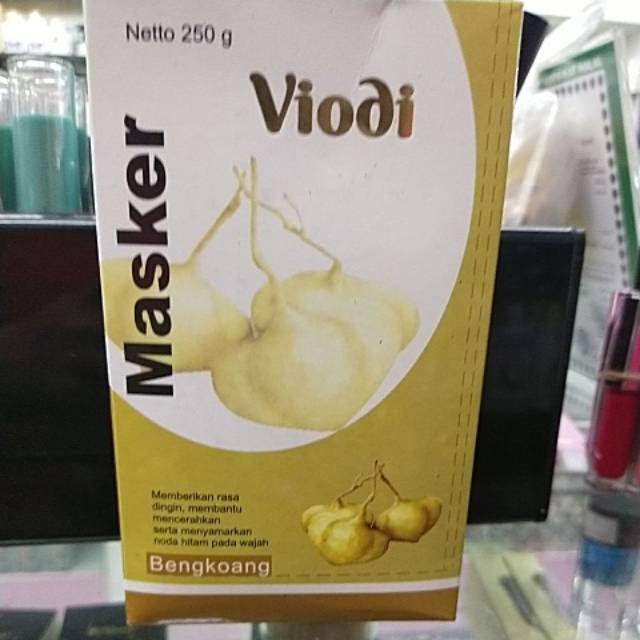 Netto 250 g
Viodi
Masker
Memberikan rasa
dingin, membantu
mencerahkan
serta menyamarkan
noda hitam pada wajah
Bengkoang